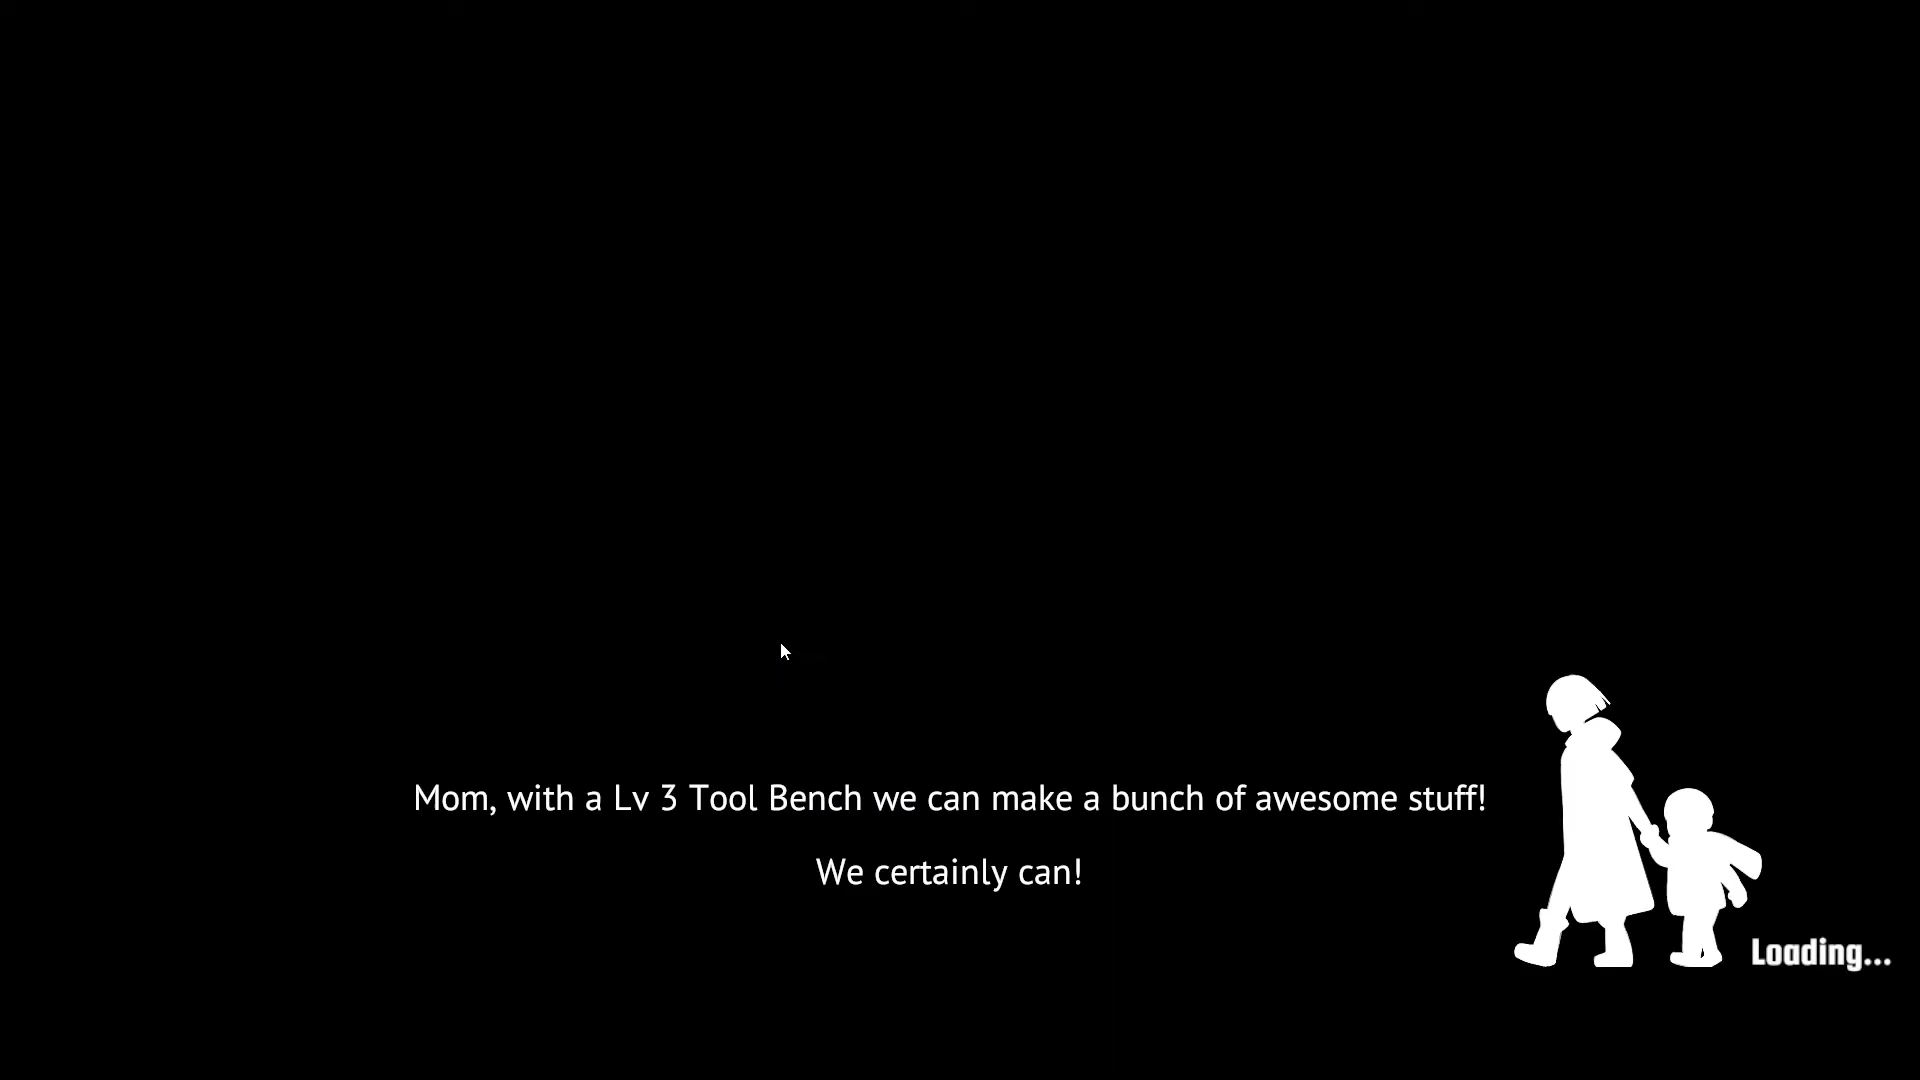 Mom, with a Lv 3 Tool Bench we can make a bunch of awesome stuff!
We certainly can!
Loading...